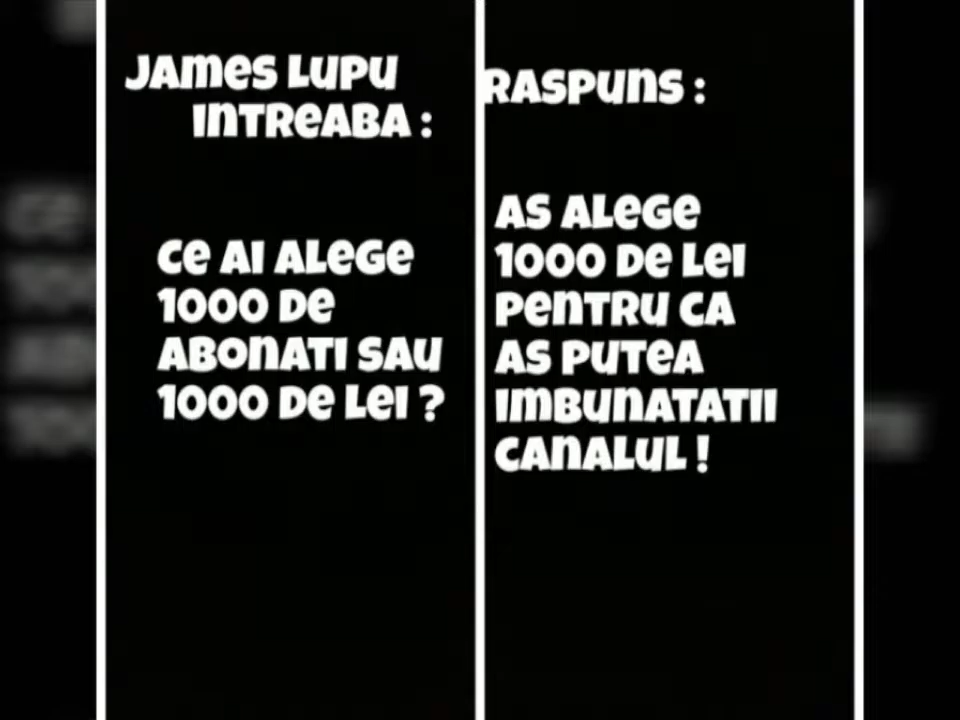 James Lupu
intreaba :
Ce ai alege
1000 de
abonati sau
1000 de lei ?
Raspuns :
As alege
1000 de lei
pentru ca
as putea
imbunatatii
canalul !